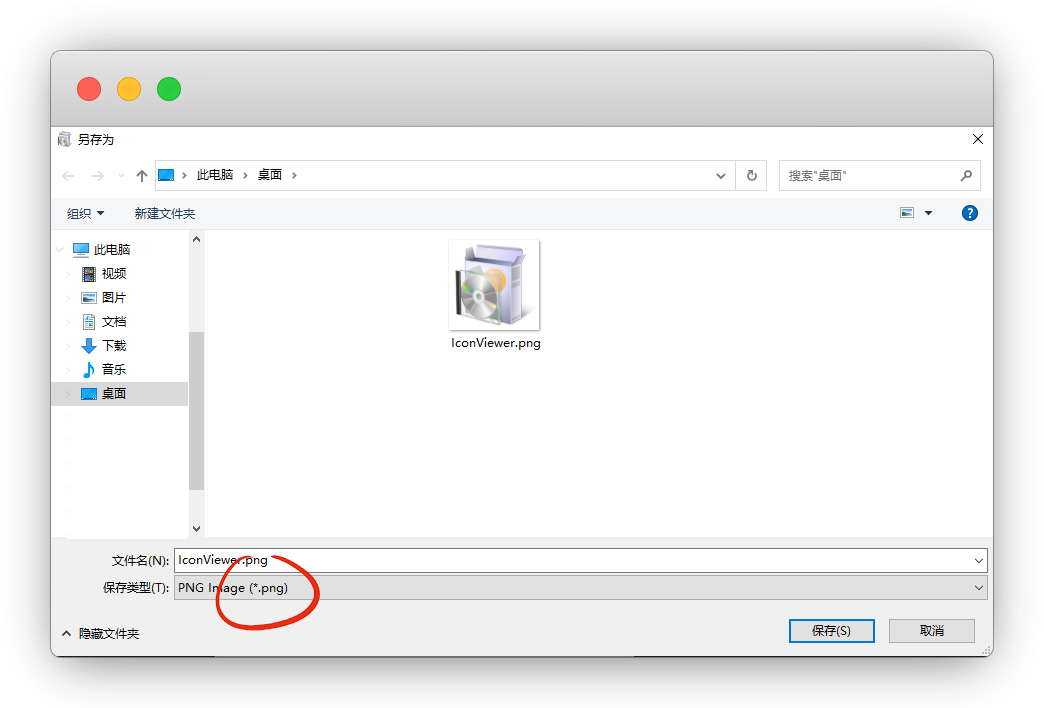 另存为
此电脑 › 桌面 ›
搜索"桌面"
组织
新建文件夹
?
此电脑
视频
图片
文档
下载
音乐
桌面
IconViewer.png
文件名(N): IconViewer.png
保存类型(T): PNG Image (*.png)
隐藏文件夹
保存(S)
取消